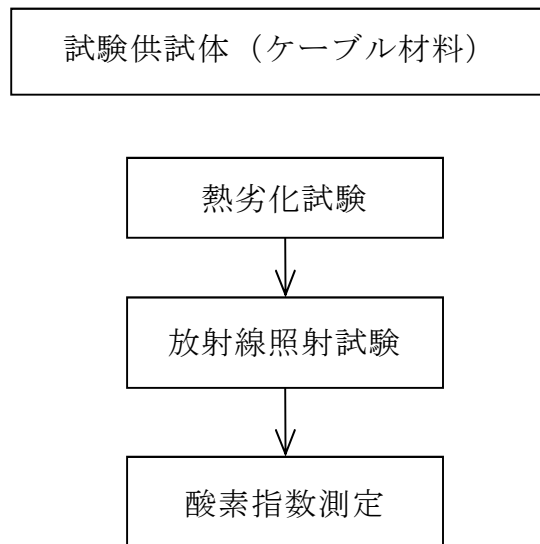 試験供試体（ケーブル材料）
熱劣化試験
放射線照射試験
酸素指数測定